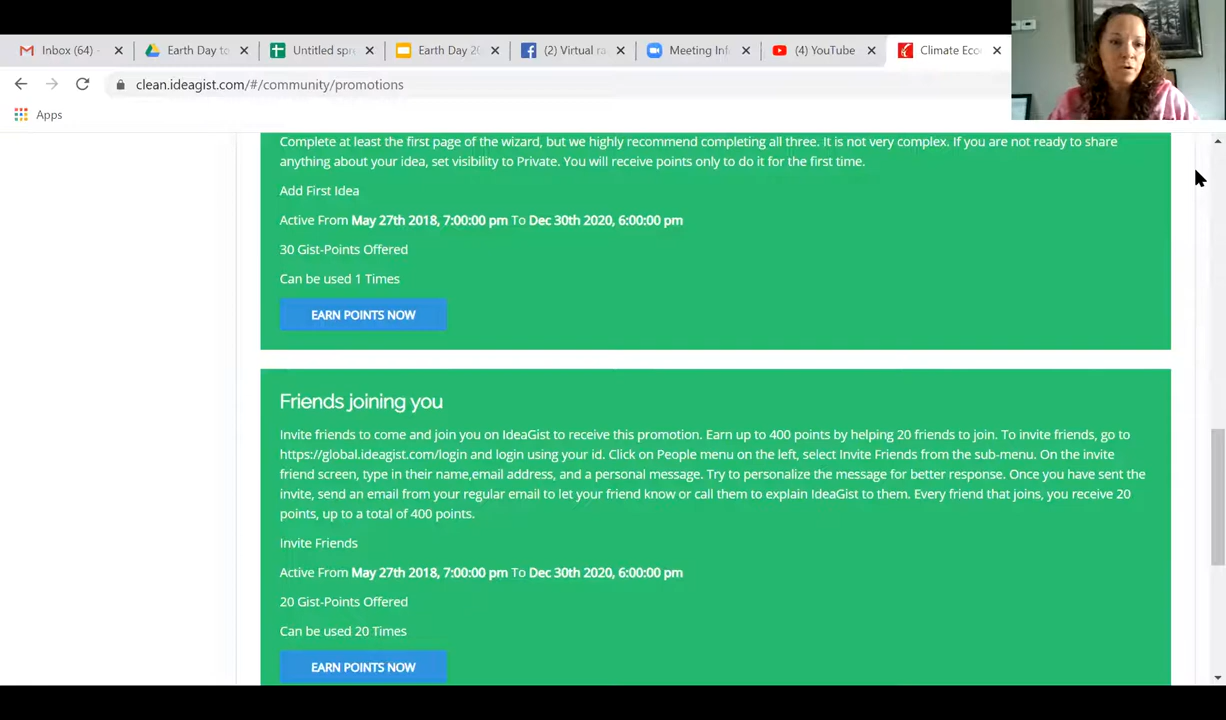 Inbox (64)
Earth Day to
Untitled spre
Earth Day 20
(2) Virtual ra
Meeting Inf
(4) YouTube
Climate Eco
clean.ideagist.com/#/community/promotions
Apps
Complete at least the first page of the wizard, but we highly recommend completing all three. It is not very complex. If you are not ready to share
anything about your idea, set visibility to Private. You will receive points only to do it for the first time.
Add First Idea
Active From May 27th 2018, 7:00:00 pm To Dec 30th 2020, 6:00:00 pm
30 Gist-Points Offered
Can be used 1 Times
EARN POINTS NOW
Friends joining you
Invite friends to come and join you on IdeaGist to receive this promotion. Earn up to 400 points by helping 20 friends to join. To invite friends, go to
https://global.ideagist.com/login and login using your id. Click on People menu on the left, select Invite Friends from the sub-menu. On the invite
friend screen, type in their name,email address, and a personal message. Try to personalize the message for better response. Once you have sent the
invite, send an email from your regular email to let your friend know or call them to explain IdeaGist to them. Every friend that joins, you receive 20
points, up to a total of 400 points.
Invite Friends
Active From May 27th 2018, 7:00:00 pm To Dec 30th 2020, 6:00:00 pm
20 Gist-Points Offered
Can be used 20 Times
EARN POINTS NOW